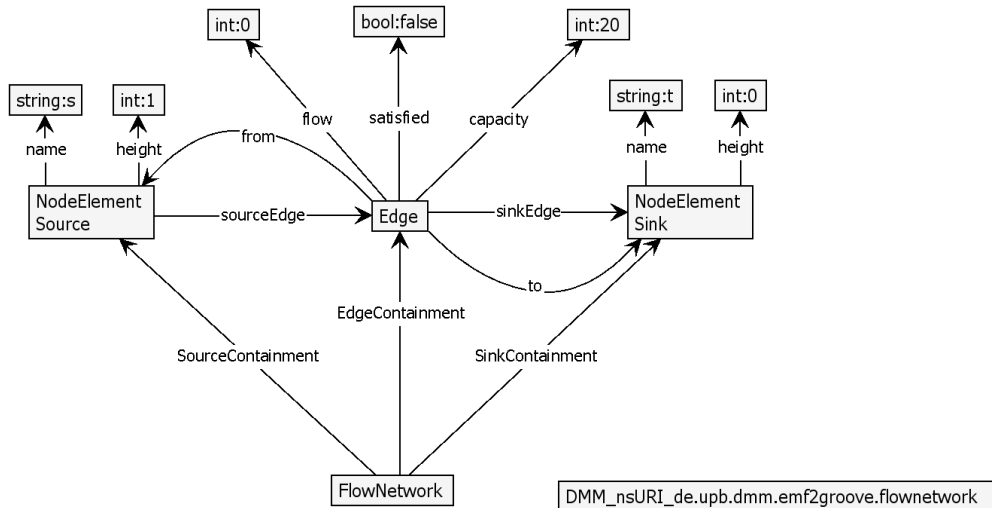 int:0
bool:false
int:20
string:s
int:1
string:t
int:0
flow
satisfied
capacity
from
name
height
name
height
NodeElement
Source
sourceEdge
Edge
sinkEdge
NodeElement
Sink
to
EdgeContainment
SourceContainment
SinkContainment
FlowNetwork
DMM_nsURI_de.upb.dmm.emf2groove.flownetwork